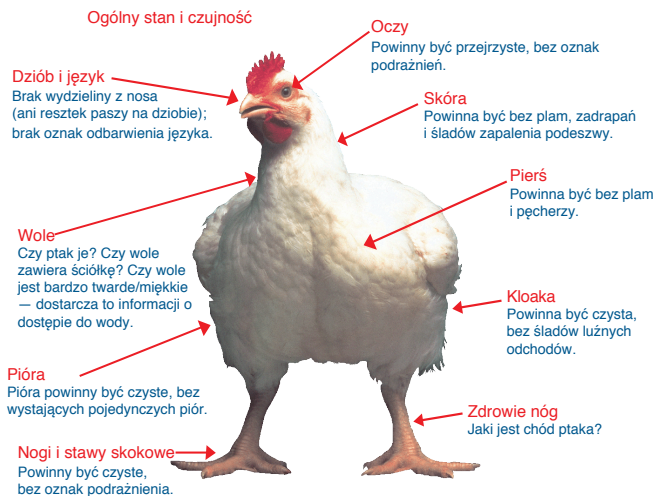 Ogólny stan i czujność
Oczy
Powinny być przejrzyste, bez oznak
podrażnień.
Dziób i język
Brak wydzieliny z nosa
(ani resztek paszy na dziobie);
brak oznak odbarwienia języka.
Skóra
Powinna być bez plam, zadrapań
i śladów zapalenia podeszwy.
Pierś
Powinna być bez plam
i pęcherzy.
Wole
Czy ptak je? Czy wole
zawiera ściółkę? Czy wole
jest bardzo twarde/miękkie
— dostarcza to informacji o
dostępie do wody.
Kloaka
Powinna być czysta,
bez śladów luźnych
odchodów.
Pióra
Pióra powinny być czyste, bez
wystających pojedynczych piór.
Zdrowie nóg
Jaki jest chód ptaka?
Nogi i stawy skokowe
Powinny być czyste,
bez oznak podrażnienia.